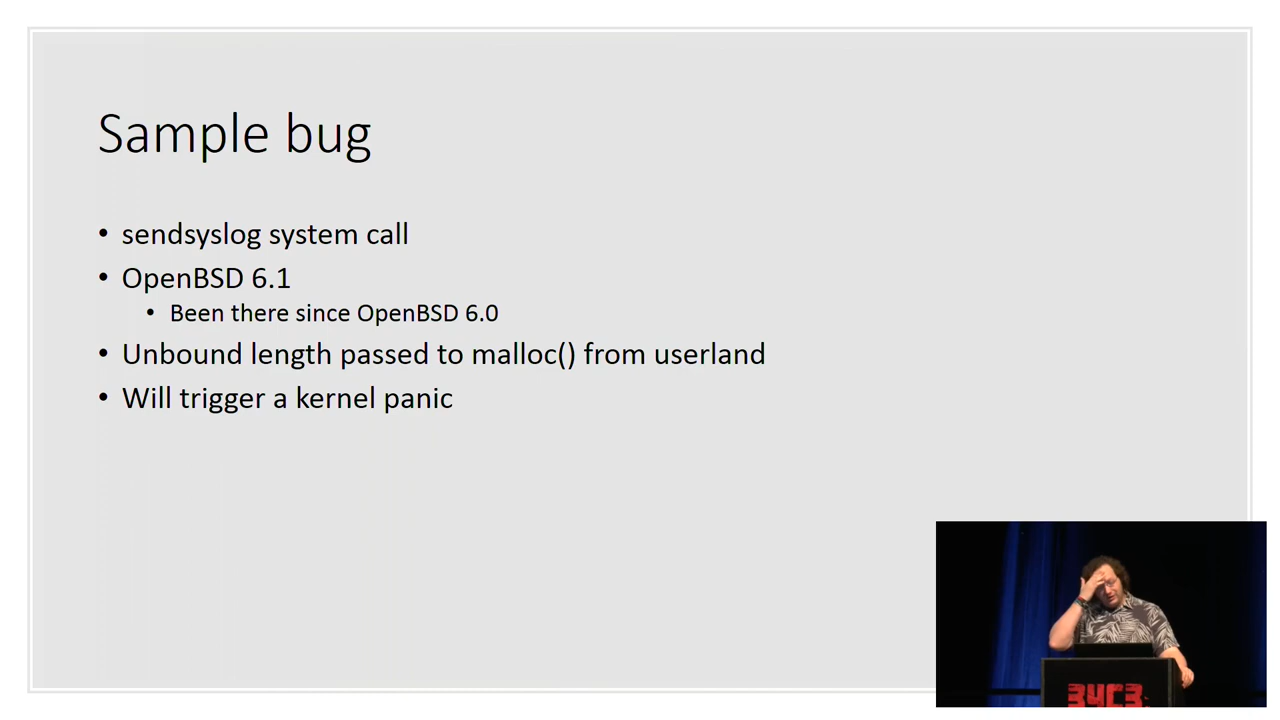 Sample bug
• sendsyslog system call
• OpenBSD 6.1
• Been there since OpenBSD 6.0
• Unbound length passed to malloc() from userland
• Will trigger a kernel panic
34C3